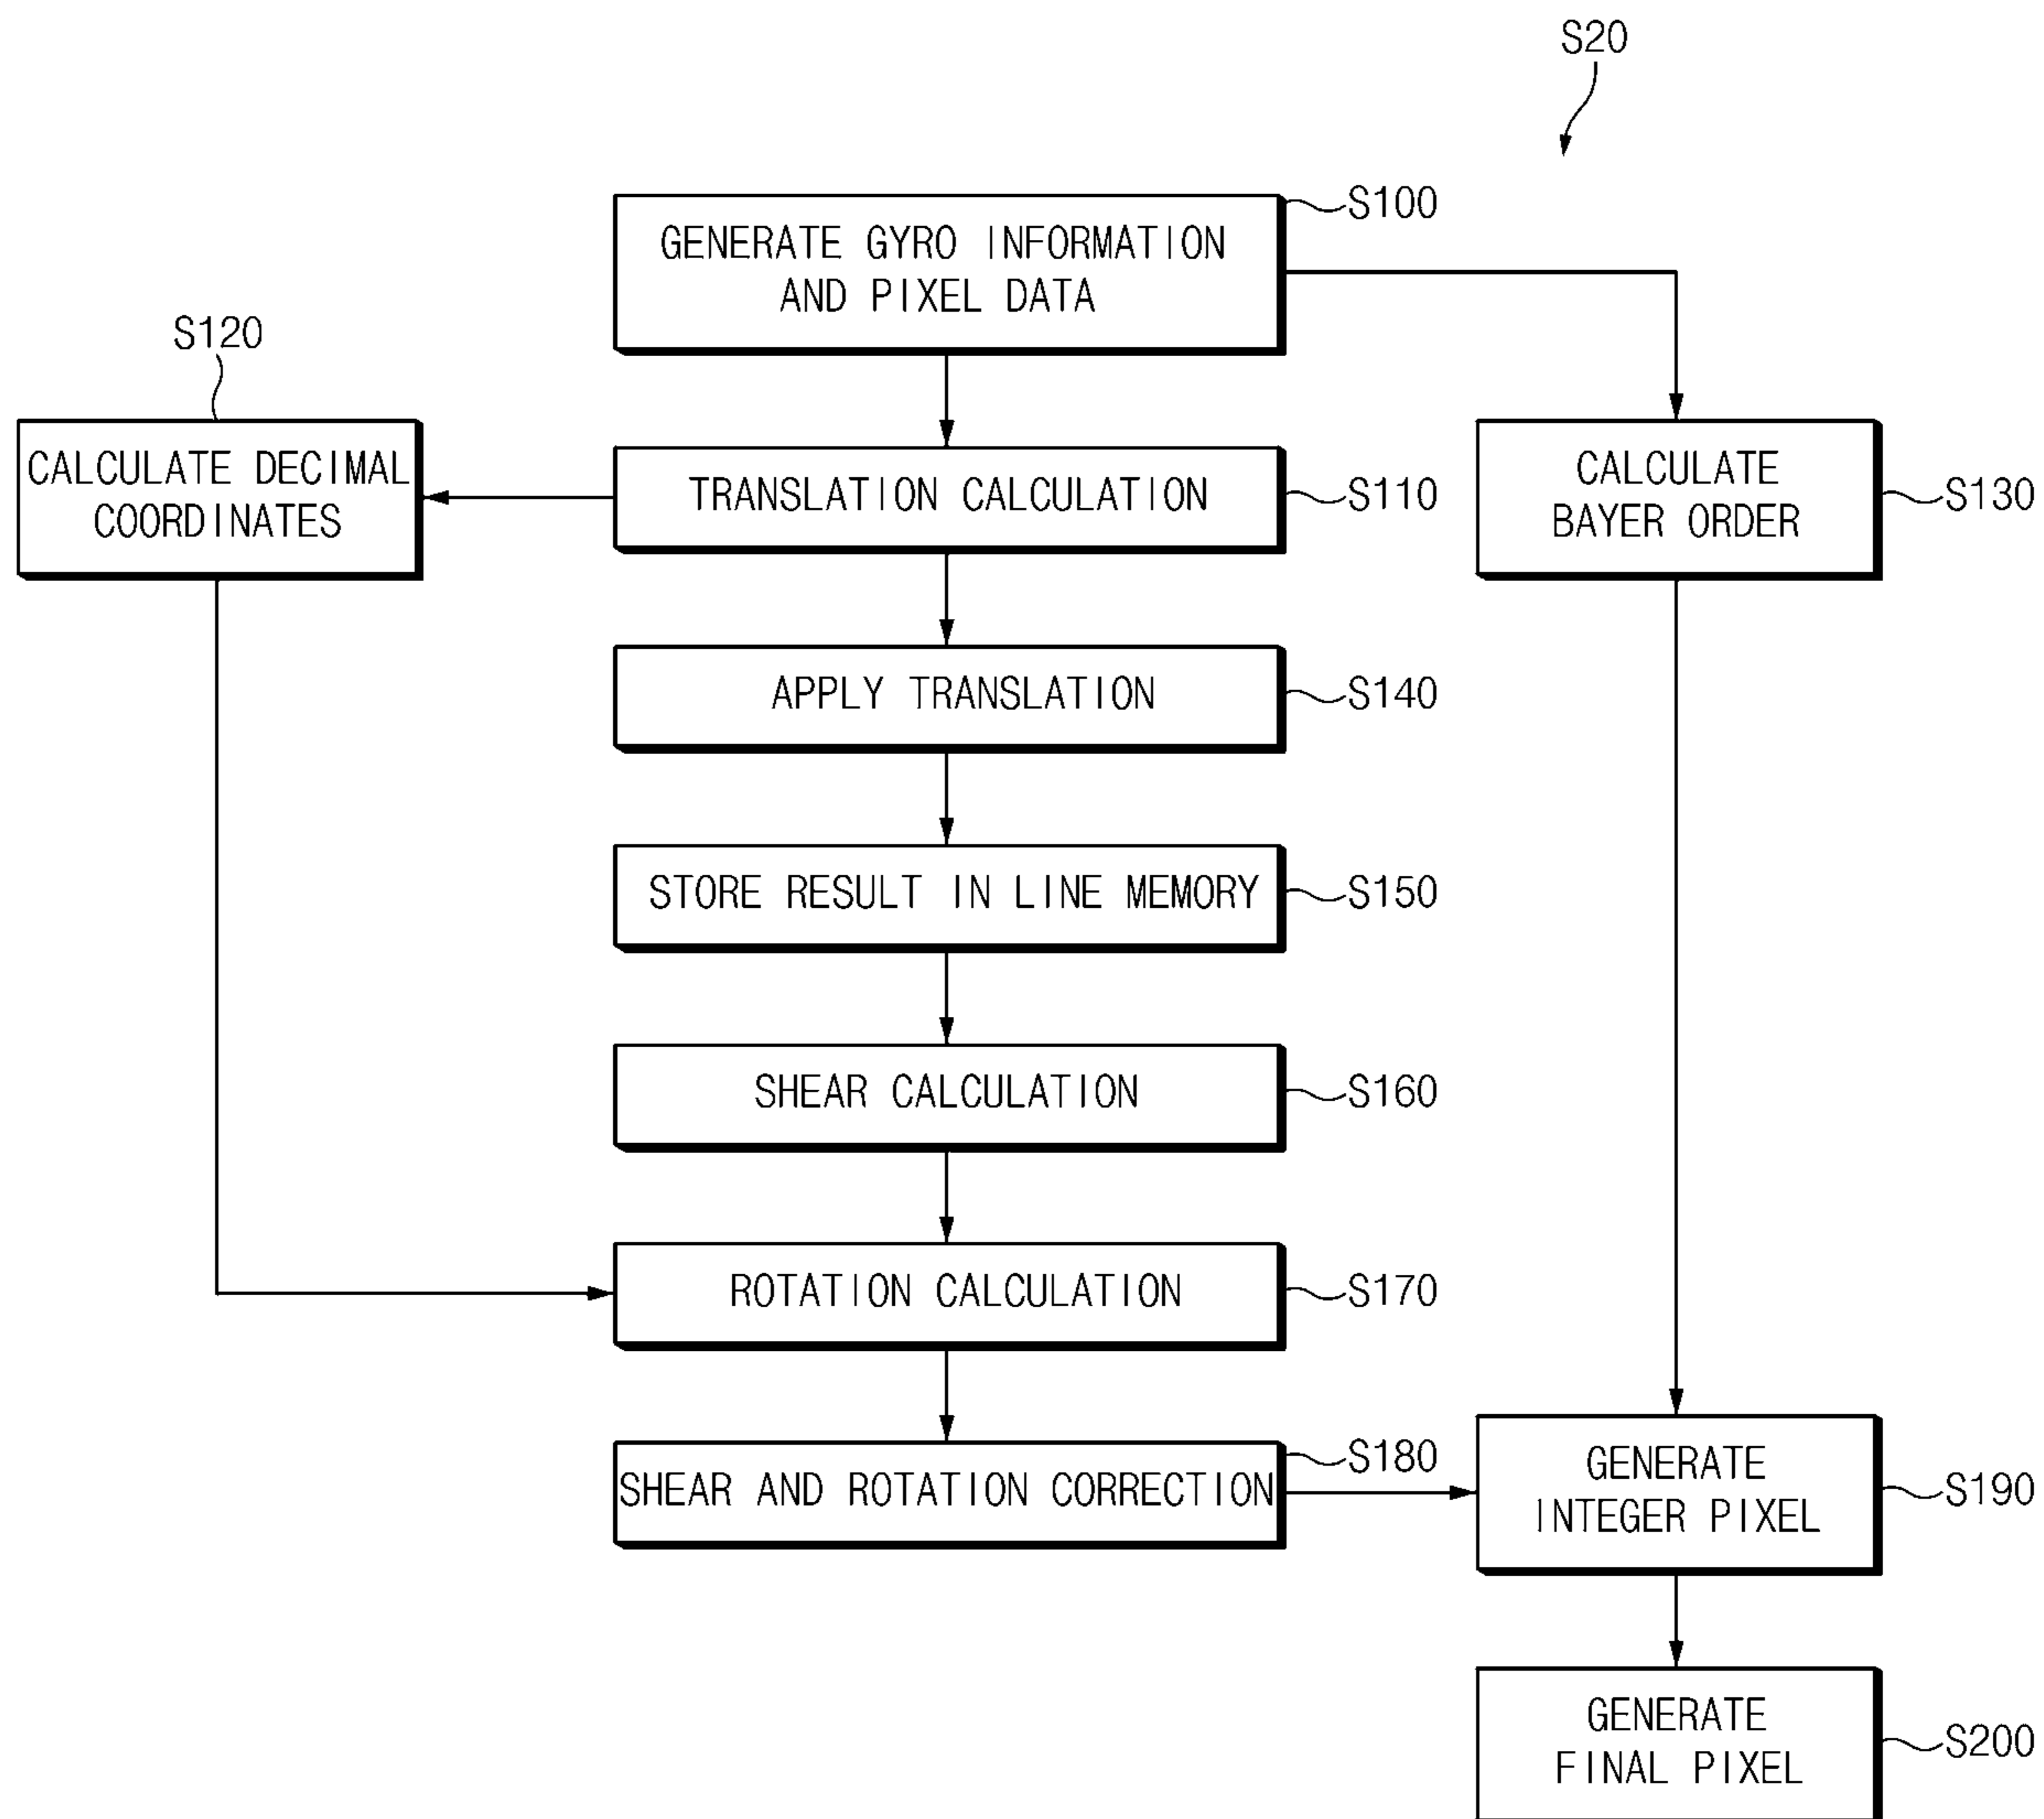 S20
GENERATE GYRO INFORMATION
AND PIXEL DATA
S100
S120
CALCULATE DECIMAL
COORDINATES
TRANSLATION CALCULATION
S110
CALCULATE
BAYER ORDER
S130
APPLY TRANSLATION
S140
STORE RESULT IN LINE MEMORY
S150
SHEAR CALCULATION
S160
ROTATION CALCULATION
S170
SHEAR AND ROTATION CORRECTION
S180
GENERATE
INTEGER PIXEL
S190
GENERATE
FINAL PIXEL
S200